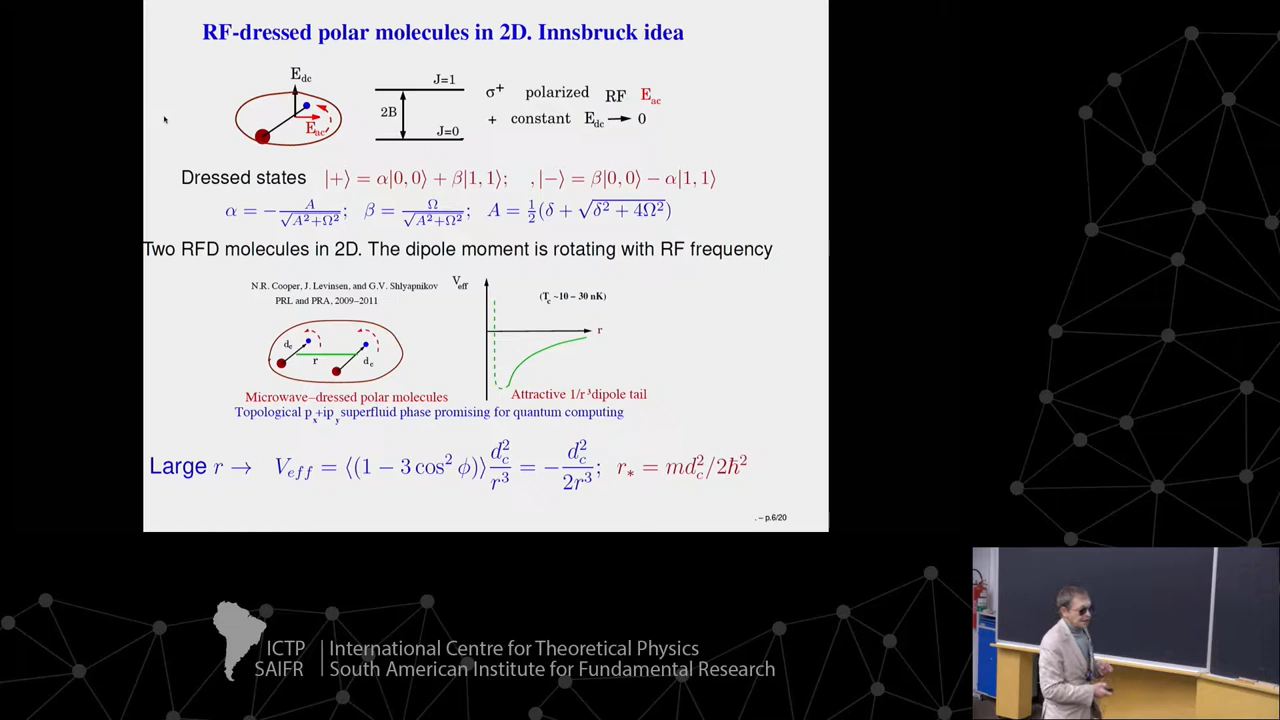 RF-dressed polar molecules in 2D. Innsbruck idea
E_dc
E_ac
J=1
2B
J=0
σ⁺ polarized RF E_ac
+ constant E_dc → 0
Dressed states |+⟩ = α|0,0⟩ + β|1,1⟩; ,|−⟩ = β|0,0⟩ − α|1,1⟩
α = −A/√(A²+Ω²); β = Ω/√(A²+Ω²); A = ½(δ + √(δ² + 4Ω²))
Two RFD molecules in 2D. The dipole moment is rotating with RF frequency
N.R. Cooper, J. Levinsen, and G.V. Shlyapnikov
PRL and PRA, 2009–2011
d_c
r
d_c
V_eff
(T_c ~10 – 30 nK)
r
Microwave–dressed polar molecules
Attractive 1/r³ dipole tail
Topological p_x+ip_y superfluid phase promising for quantum computing
Large r → V_eff = ⟨(1 − 3 cos² φ)⟩ d_c²/r³ = − d_c²/2r³; r_* = md_c²/2ħ²
. – p.6/20
ICTP
SAIFR
International Centre for Theoretical Physics
South American Institute for Fundamental Research